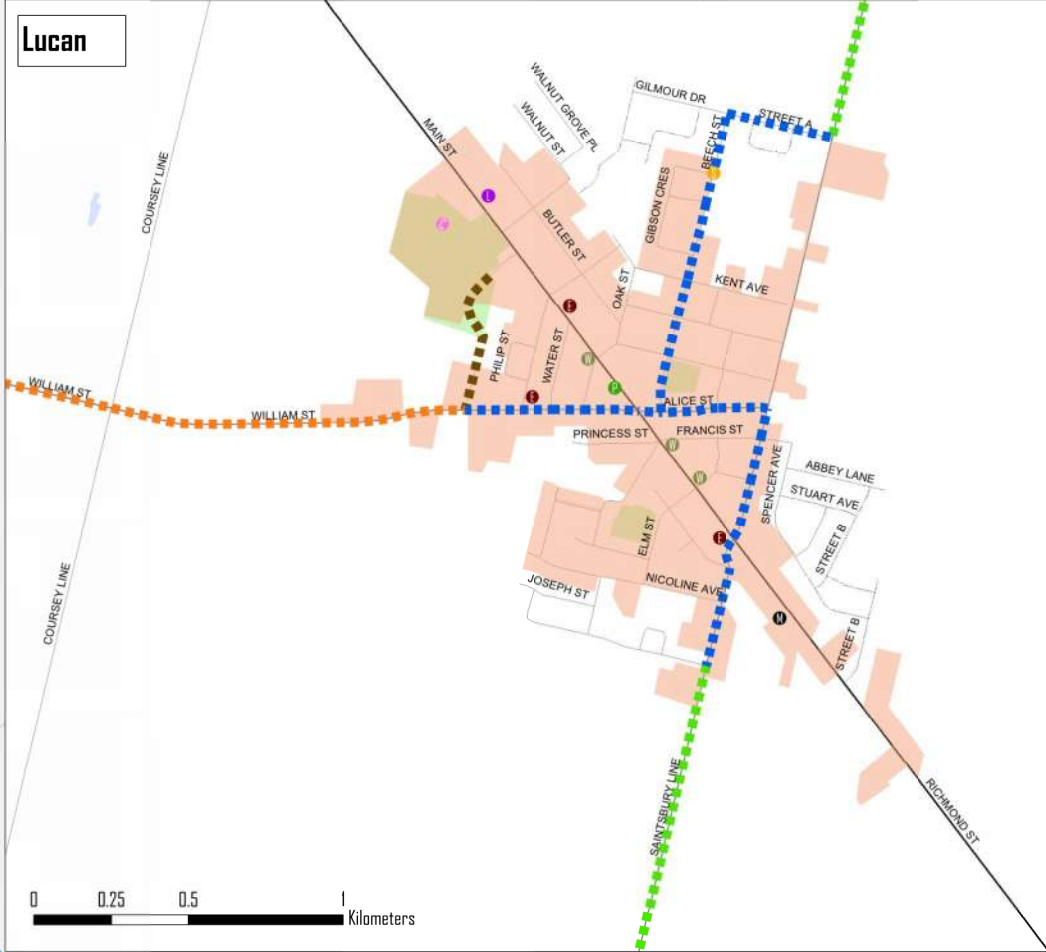 Lucan
WALNUT GROVE PL
WALNUT ST
GILMOUR DR
STREET A
BEECH ST
MAIN ST
COURSEY LINE
GIBSON CRES
BUTLER ST
OAK ST
KENT AVE
L
C
E
W
P
PHILIP ST
WATER ST
E
WILLIAM ST
WILLIAM ST
ALICE ST
PRINCESS ST
FRANCIS ST
W
W
SPENCER AVE
ABBEY LANE
STUART AVE
STREET B
ELM ST
E
JOSEPH ST
NICOLINE AVE
COURSEY LINE
M
STREET B
SAINTSBURY LINE
RICHMOND ST
0 0.25 0.5 1
Kilometers